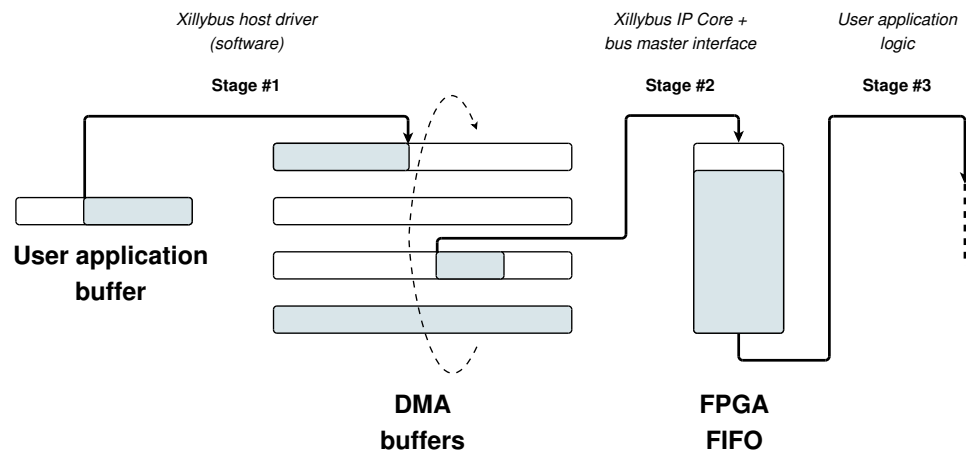 Xillybus host driver
(software)
Stage #1
Xillybus IP Core +
bus master interface
Stage #2
User application
logic
Stage #3
User application
buffer
DMA
buffers
FPGA
FIFO